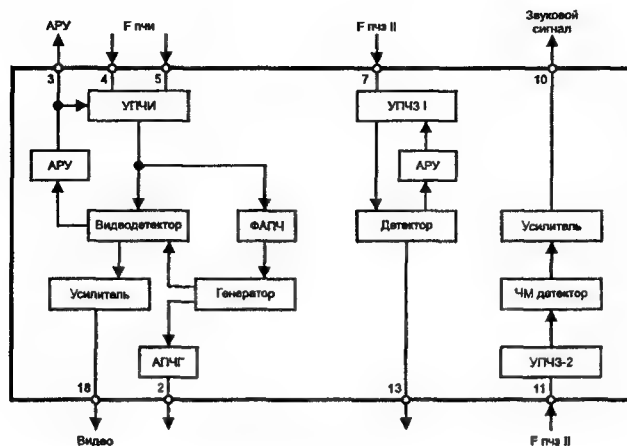 АРУ
F пчи
F пчз II
Звуковой
сигнал
3
4
5
7
10
УПЧИ
УПЧЗ I
АРУ
АРУ
Видеодетектор
ФАПЧ
Детектор
Усилитель
Усилитель
Генератор
ЧМ детектор
АПЧГ
УПЧЗ-2
18
2
13
11
Видео
F пчз II